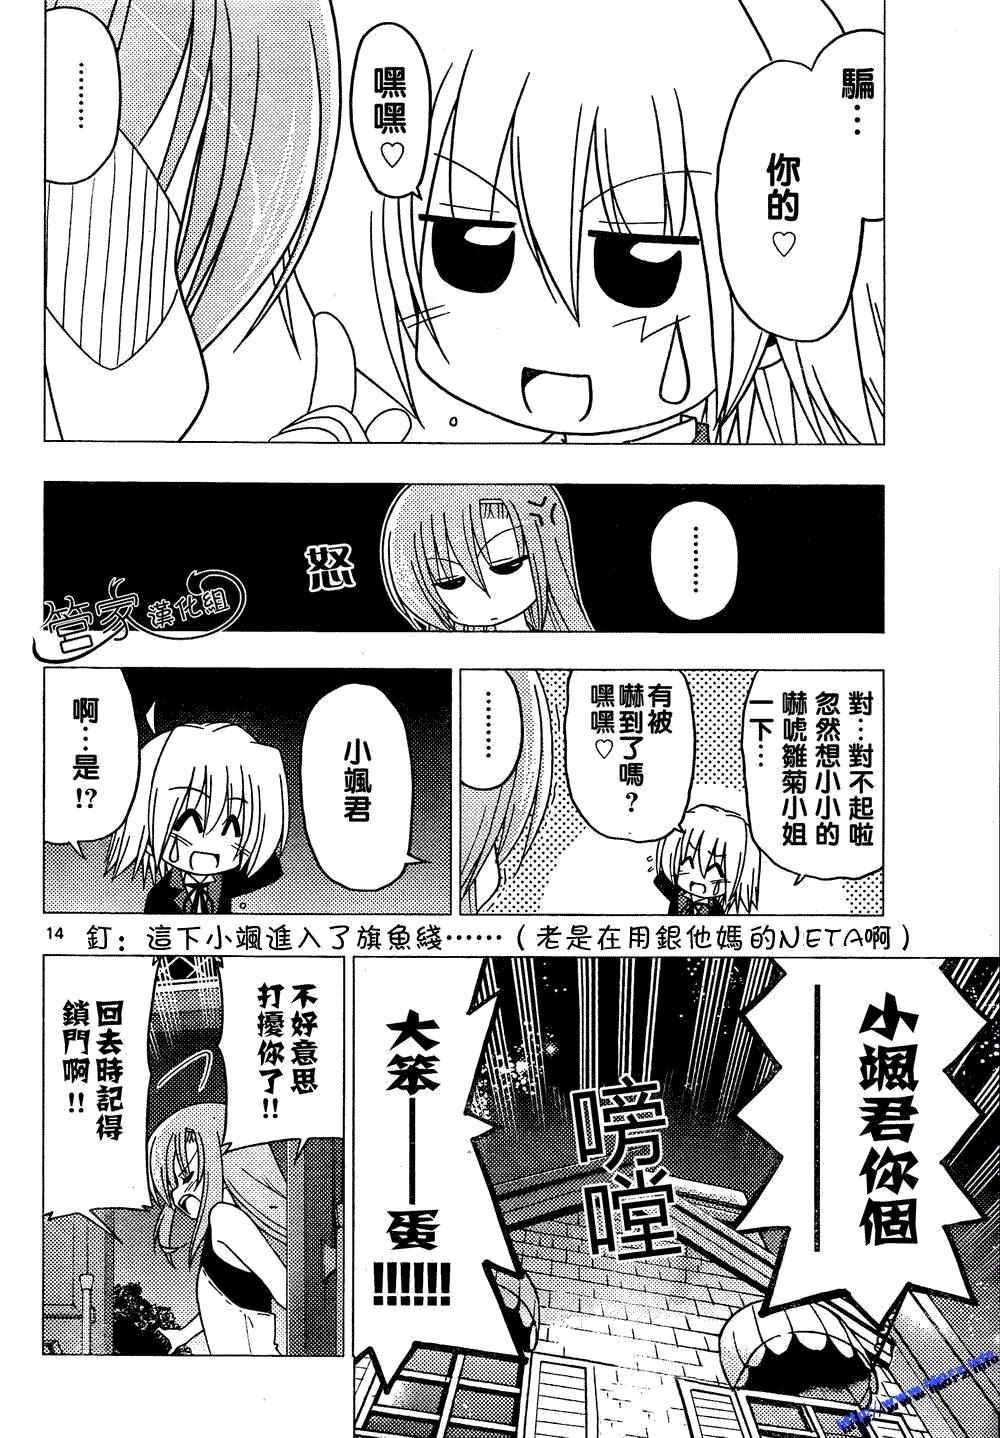 騙…
你的♡
嘿嘿♡
………
………
怒
管家
漢化組
對…對不起啦
忽然想小小的
嚇唬雛菊小姐
一下…
有被
嚇到了嗎？
嘿嘿♡
………
小颯君
啊…是!?
14
釘：這下小颯進入了旗魚綫……（老是在用銀他媽的NETA啊）
——小颯君你個——
嗙嘡
大笨——蛋!!!!!!
不好意思
打擾你了!!
回去時記得
鎖門啊!!